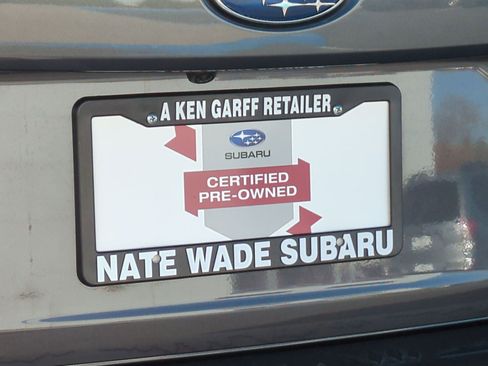 A KEN GARFF RETAILER
SUBARU
CERTIFIED
PRE-OWNED
NATE WADE SUBARU